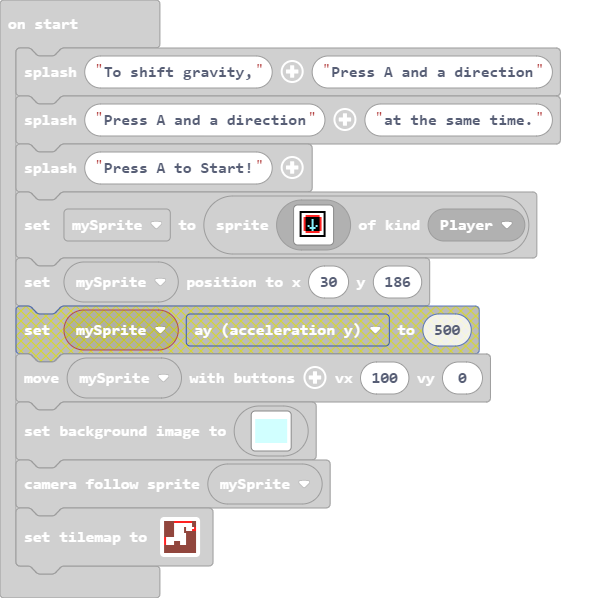 on start
splash "To shift gravity," "Press A and a direction"
splash "Press A and a direction" "at the same time."
splash "Press A to Start!"
set mySprite to sprite of kind Player
set mySprite position to x 30 y 186
set mySprite ay (acceleration y) to 500
move mySprite with buttons vx 100 vy 0
set background image to
camera follow sprite mySprite
set tilemap to